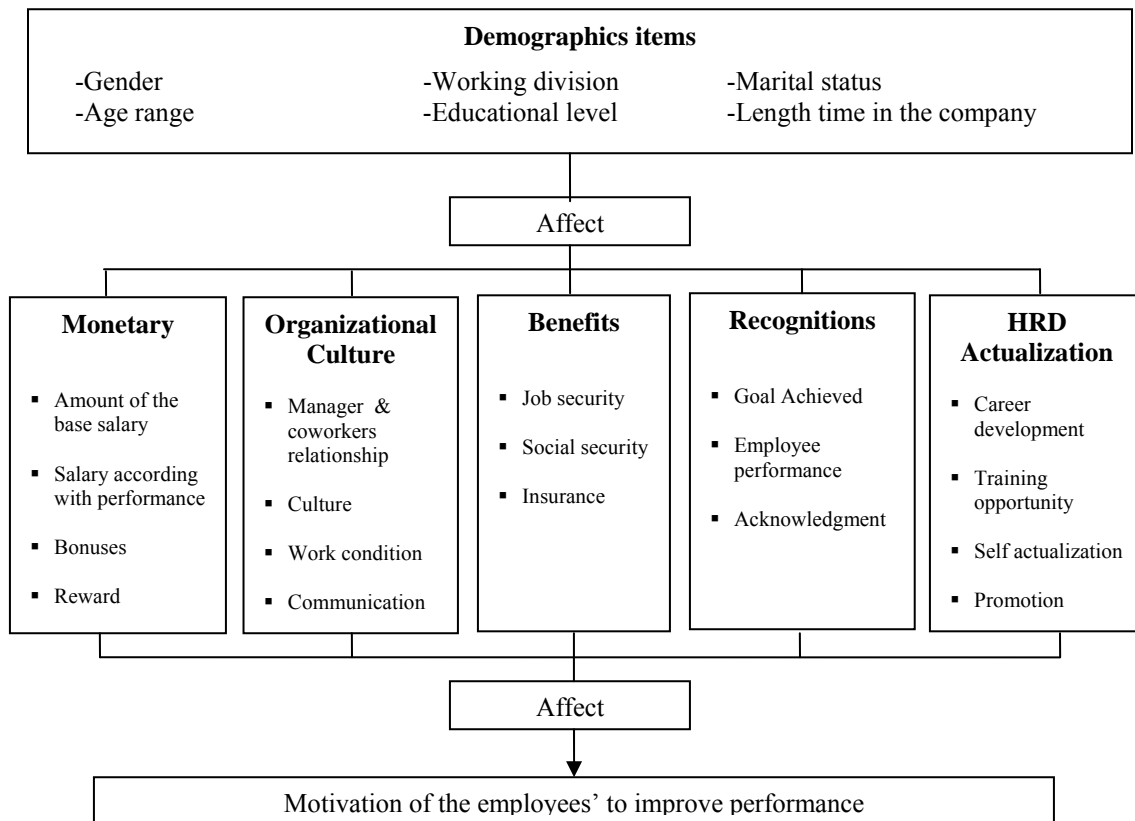 Demographics items
-Gender
-Working division
-Marital status
-Age range
-Educational level
-Length time in the company
Affect
Monetary
▪ Amount of the
base salary
▪ Salary according
with performance
▪ Bonuses
▪ Reward
Organizational
Culture
▪ Manager & 
coworkers
relationship
▪ Culture
▪ Work condition
▪ Communication
Benefits
▪ Job security
▪ Social security
▪ Insurance
Recognitions
▪ Goal Achieved
▪ Employee
performance
▪ Acknowledgment
HRD
Actualization
▪ Career
development
▪ Training
opportunity
▪ Self actualization
▪ Promotion
Affect
Motivation of the employees’ to improve performance